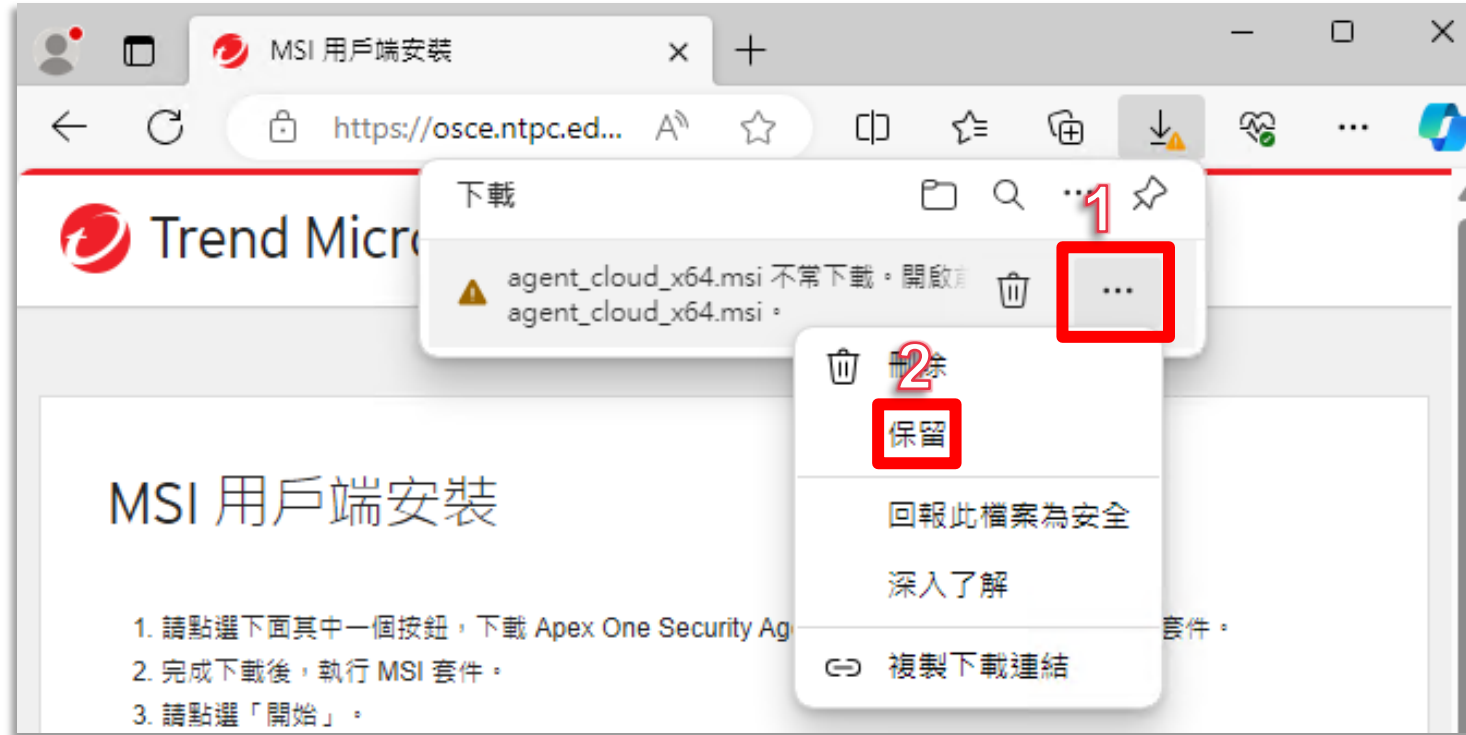 MSI 用戶端安裝
https://osce.ntpc.ed...
下載
1
Trend Micro
agent_cloud_x64.msi 不常下載。開啟
agent_cloud_x64.msi。
2
刪除
保留
MSI 用戶端安裝
回報此檔案為安全
深入了解
1. 請點選下面其中一個按鈕，下載 Apex One Security Ag
套件。
2. 完成下載後，執行 MSI 套件。
複製下載連結
3. 請點選「開始」。